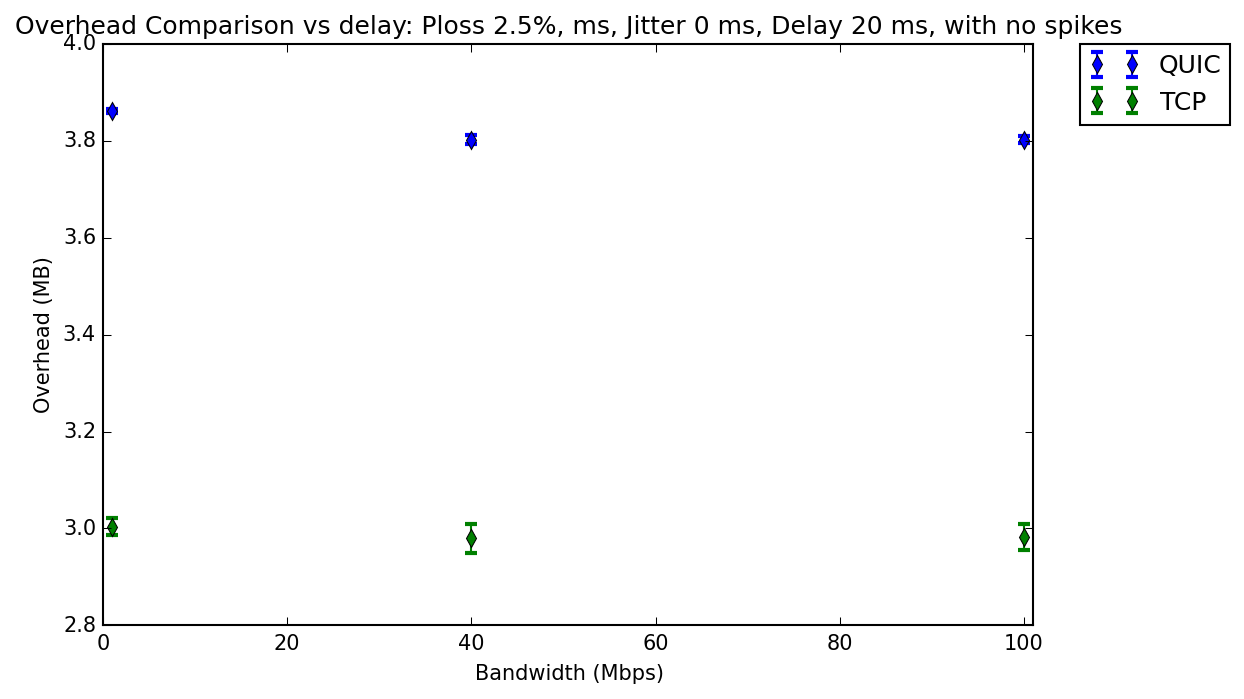 Overhead Comparison vs delay: Ploss 2.5%, ms, Jitter 0 ms, Delay 20 ms, with no spikes
QUIC
TCP
4.0
3.8
3.6
3.4
3.2
3.0
2.8
Overhead (MB)
0 20 40 60 80 100
Bandwidth (Mbps)